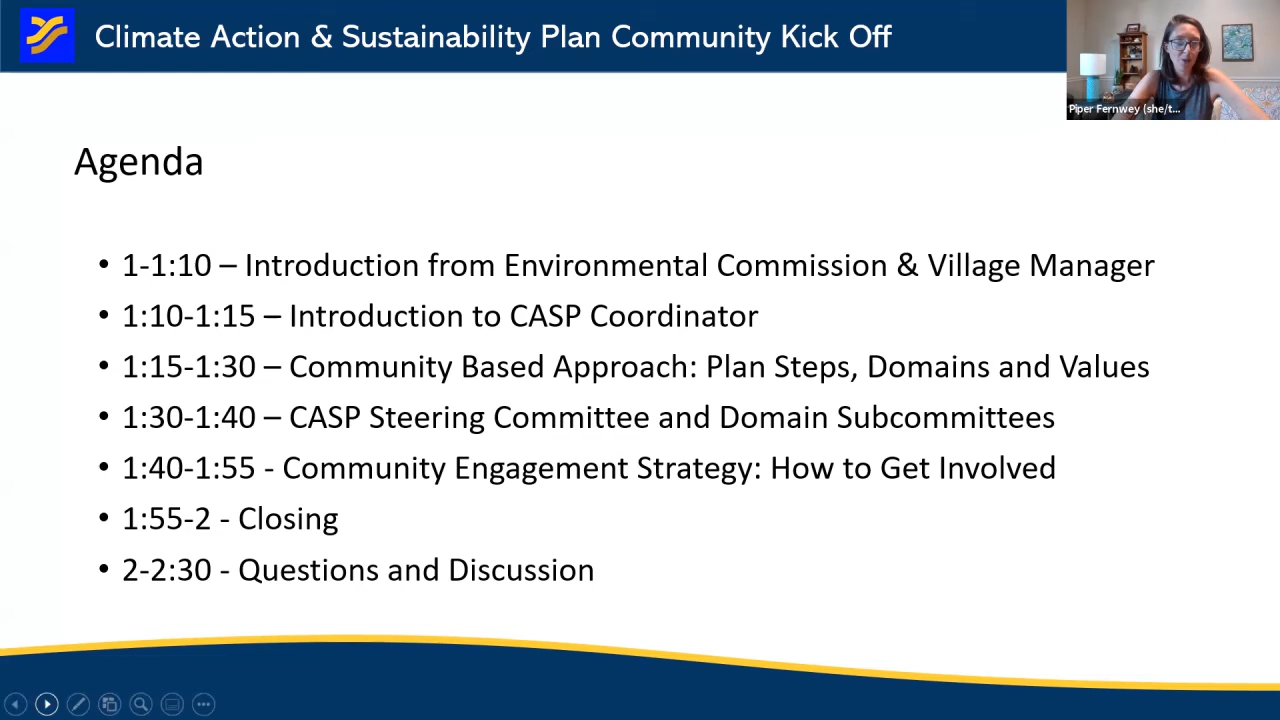 Climate Action & Sustainability Plan Community Kick Off
Piper Fernwey (she/t...
Agenda
• 1-1:10 – Introduction from Environmental Commission & Village Manager
• 1:10-1:15 – Introduction to CASP Coordinator
• 1:15-1:30 – Community Based Approach: Plan Steps, Domains and Values
• 1:30-1:40 – CASP Steering Committee and Domain Subcommittees
• 1:40-1:55 - Community Engagement Strategy: How to Get Involved
• 1:55-2 - Closing
• 2-2:30 - Questions and Discussion